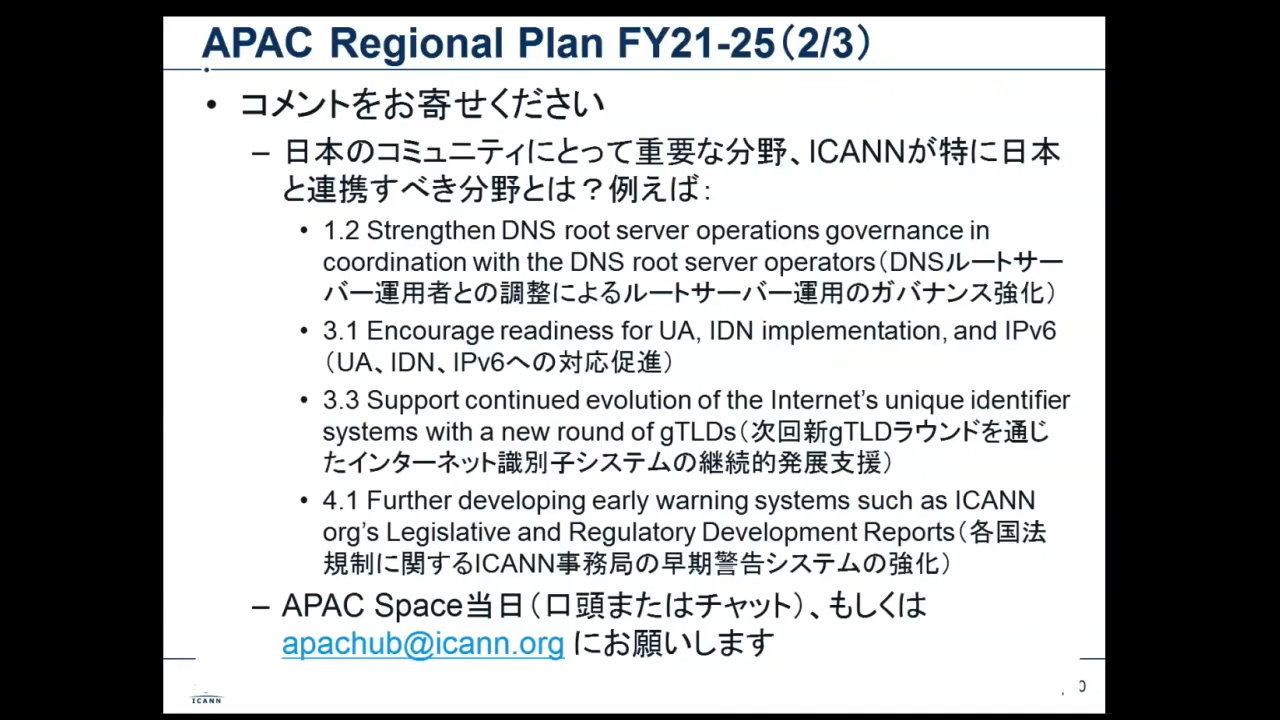 APAC Regional Plan FY21-25（2/3）
• コメントをお寄せください
– 日本のコミュニティにとって重要な分野、ICANNが特に日本
と連携すべき分野とは？例えば：
• 1.2 Strengthen DNS root server operations governance in
coordination with the DNS root server operators（DNSルートサー
バー運用者との調整によるルートサーバー運用のガバナンス強化）
• 3.1 Encourage readiness for UA, IDN implementation, and IPv6
（UA、IDN、IPv6への対応促進）
• 3.3 Support continued evolution of the Internet’s unique identifier
systems with a new round of gTLDs（次回新gTLDラウンドを通じ
たインターネット識別子システムの継続的発展支援）
• 4.1 Further developing early warning systems such as ICANN
org’s Legislative and Regulatory Development Reports（各国法
規制に関するICANN事務局の早期警告システムの強化）
– APAC Space当日（口頭またはチャット）、もしくは
apachub@icann.org にお願いします
ICANN